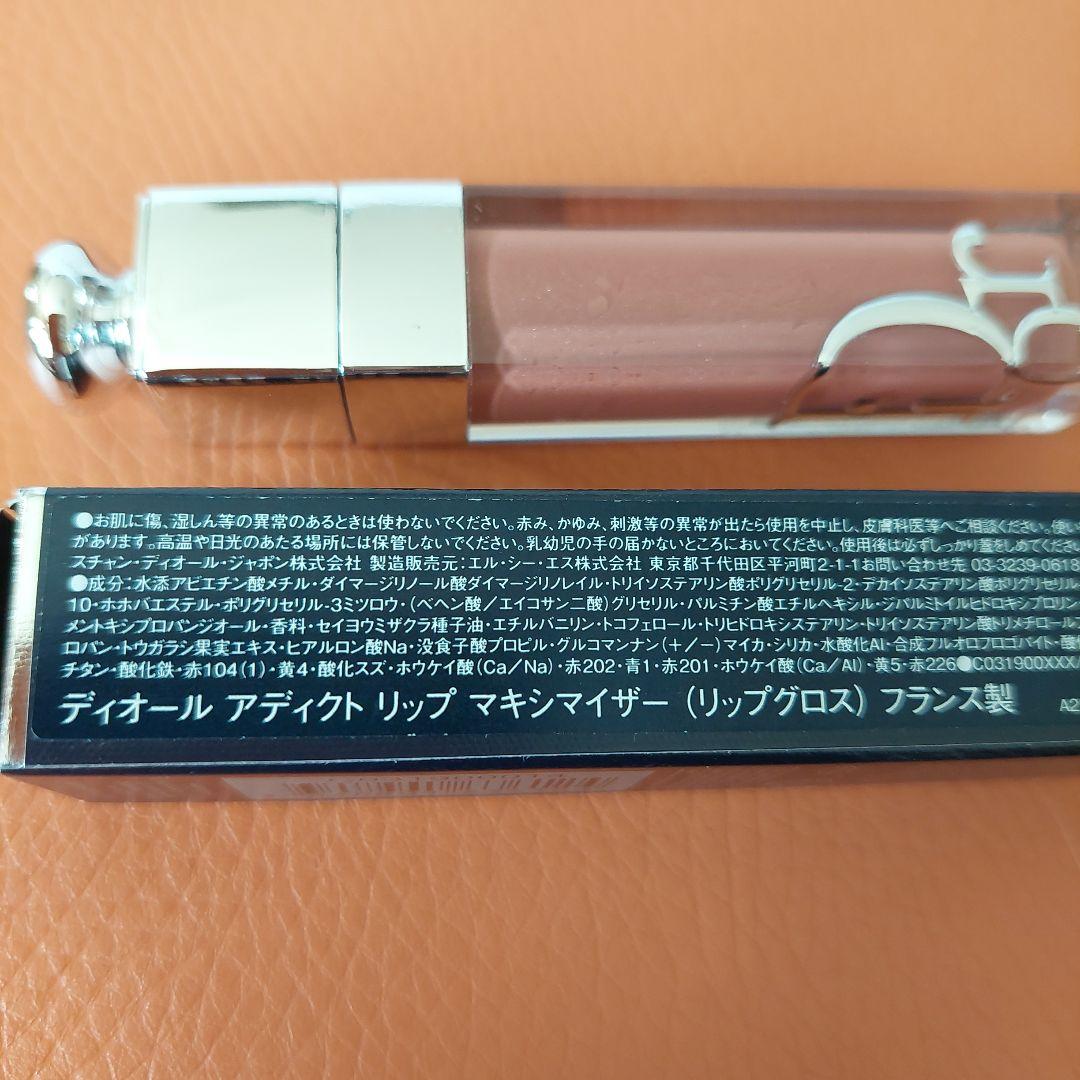 Dior
●お肌に傷、湿しん等の異常のあるときは使わないでください。赤み、かゆみ、刺激等の異常が出たら使用を中止し、皮膚科医等へご相談ください。使い
があります。高温や日光のあたる場所には保管しないでください。乳幼児の手の届かないところにおいてください。使用後は必ずしっかり蓋をしめてください
スチャン・ディオール・ジャポン株式会社 製造販売元：エル・シー・エス株式会社 東京都千代田区平河町2-1-1お問い合わせ先 03-3239-0618
●成分：水添アビエチン酸メチル・ダイマージリノール酸ダイマージリノレイル・トリイソステアリン酸ポリグリセリル-2・デカイソステアリン酸ポリグリセリル
10・ホホバエステル・ポリグリセリル-3ミツロウ・（ベヘン酸／エイコサン二酸）グリセリル・パルミチン酸エチルヘキシル・ジパルミトイルヒドロキシプロリン
メントキシプロパンジオール・香料・セイヨウミザクラ種子油・エチルバニリン・トコフェロール・トリヒドロキシステアリン・トリイソステアリン酸トリメチロール
ロパン・トウガラシ果実エキス・ヒアルロン酸Na・没食子酸プロピル・グルコマンナン（＋／－）マイカ・シリカ・水酸化Al・合成フルオロフロゴパイト・酸
チタン・酸化鉄・赤104(1)・黄4・酸化スズ・ホウケイ酸（Ca／Na）・赤202・青1・赤201・ホウケイ酸（Ca／Al）・黄5・赤226●C031900XXX
ディオール アディクト リップ マキシマイザー（リップグロス）フランス製 A2